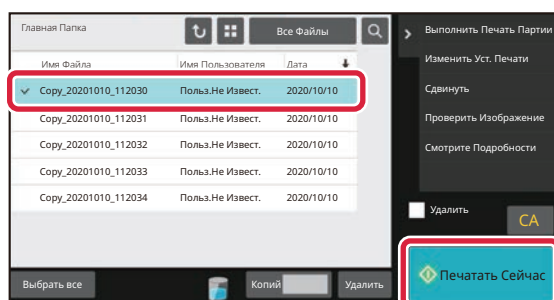 Главная Папка
Все Файлы
Имя Файла Имя Пользователя Дата
Copy_20201010_112030 Польз.Не Извест. 2020/10/10
Copy_20201010_112031 Польз.Не Извест. 2020/10/10
Copy_20201010_112032 Польз.Не Извест. 2020/10/10
Copy_20201010_112033 Польз.Не Извест. 2020/10/10
Copy_20201010_112034 Польз.Не Извест. 2020/10/10
Выбрать все
Копий
Удалить
Выполнить Печать Партии
Изменить Уст. Печати
Сдвинуть
Проверить Изображение
Смотрите Подробности
Удалить
CA
Печатать Сейчас